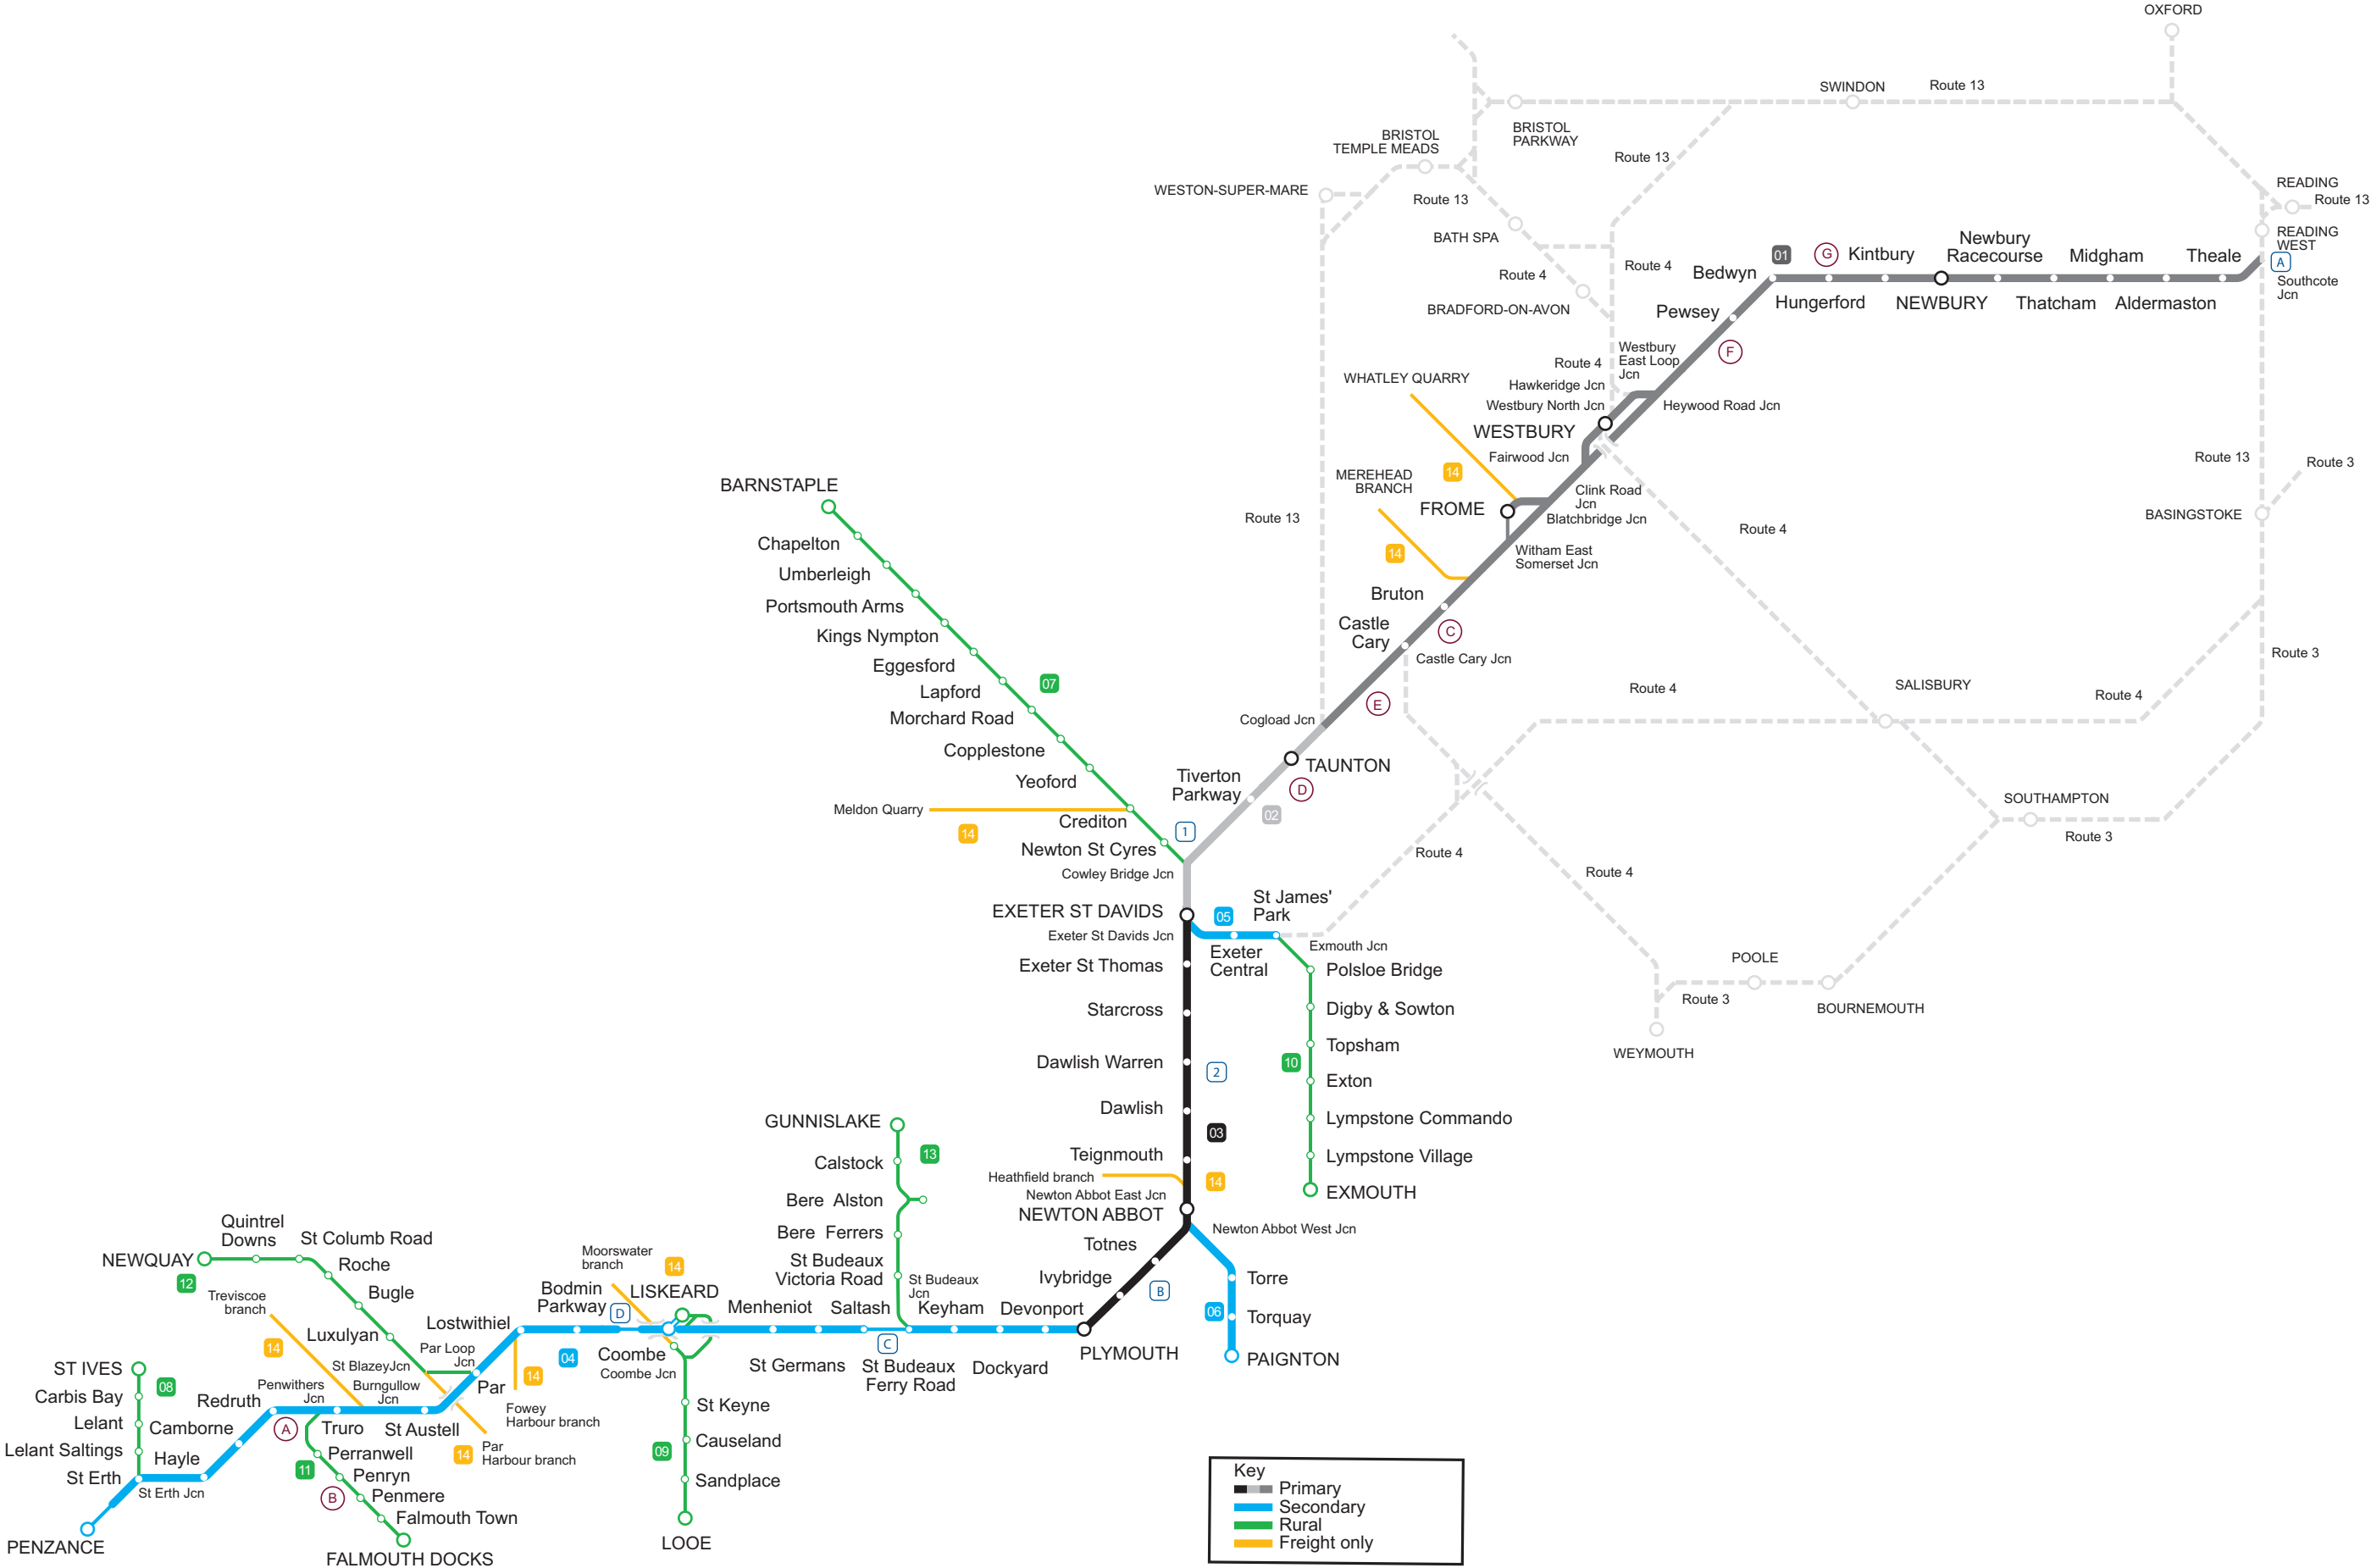 OXFORD
SWINDON
Route 13
BRISTOL
PARKWAY
BRISTOL
TEMPLE MEADS
Route 13
WESTON-SUPER-MARE
Route 13
READING
Route 13
READING
WEST
A
Southcote
Jcn
BATH SPA
Route 4
Route 4
BRADFORD-ON-AVON
01
G
Kintbury
Newbury
Racecourse
Midgham
Theale
Bedwyn
Hungerford
NEWBURY
Thatcham
Aldermaston
Pewsey
F
Westbury
East Loop
Jcn
Route 4
Hawkeridge Jcn
Westbury North Jcn
Heywood Road Jcn
WHATLEY QUARRY
WESTBURY
Fairwood Jcn
14
Route 13
Route 3
MEREHEAD
BRANCH
Clink Road
Jcn
FROME
Blatchbridge Jcn
Route 13
Route 4
BASINGSTOKE
14
Witham East
Somerset Jcn
Bruton
Castle
Cary
C
Castle Cary Jcn
Route 3
E
Route 4
SALISBURY
Route 4
Cogload Jcn
TAUNTON
Tiverton
Parkway
D
02
SOUTHAMPTON
Route 3
Route 4
Route 4
BARNSTAPLE
Chapelton
Umberleigh
Portsmouth Arms
Kings Nympton
Eggesford
Lapford
07
Morchard Road
Copplestone
Yeoford
Meldon Quarry
14
Crediton
1
Newton St Cyres
Cowley Bridge Jcn
EXETER ST DAVIDS
05
St James'
Park
Exeter St Davids Jcn
Exeter
Central
Exmouth Jcn
Exeter St Thomas
Polsloe Bridge
POOLE
Route 3
BOURNEMOUTH
WEYMOUTH
Starcross
Digby & Sowton
Topsham
Dawlish Warren
2
10
Exton
Dawlish
03
Lympstone Commando
Teignmouth
Lympstone Village
Heathfield branch
14
Newton Abbot East Jcn
EXMOUTH
NEWTON ABBOT
Newton Abbot West Jcn
Totnes
Ivybridge
B
Torre
06
Torquay
PAIGNTON
GUNNISLAKE
13
Calstock
Bere Alston
Bere Ferrers
St Budeaux
Victoria Road
St Budeaux
Jcn
Moorswater
branch
14
Bodmin
Parkway
D
LISKEARD
Menheniot
Saltash
Keyham
Devonport
PLYMOUTH
04
Coombe
Coombe Jcn
St Germans
C
St Budeaux
Ferry Road
Dockyard
St Keyne
09
Causeland
Sandplace
LOOE
Quintrel
Downs
St Columb Road
NEWQUAY
Roche
12
Bugle
Treviscoe
branch
Lostwithiel
Luxulyan
14
Par Loop
Jcn
St BlazeyJcn
14
Par
Fowey
Harbour branch
ST IVES
08
Carbis Bay
Redruth
Penwithers
Jcn
Burngullow
Jcn
Lelant
Camborne
A
Truro
St Austell
14
Par
Harbour branch
Lelant Saltings
Hayle
Perranwell
St Erth
11
Penryn
St Erth Jcn
B
Penmere
Falmouth Town
PENZANCE
FALMOUTH DOCKS
Key
Primary
Secondary
Rural
Freight only